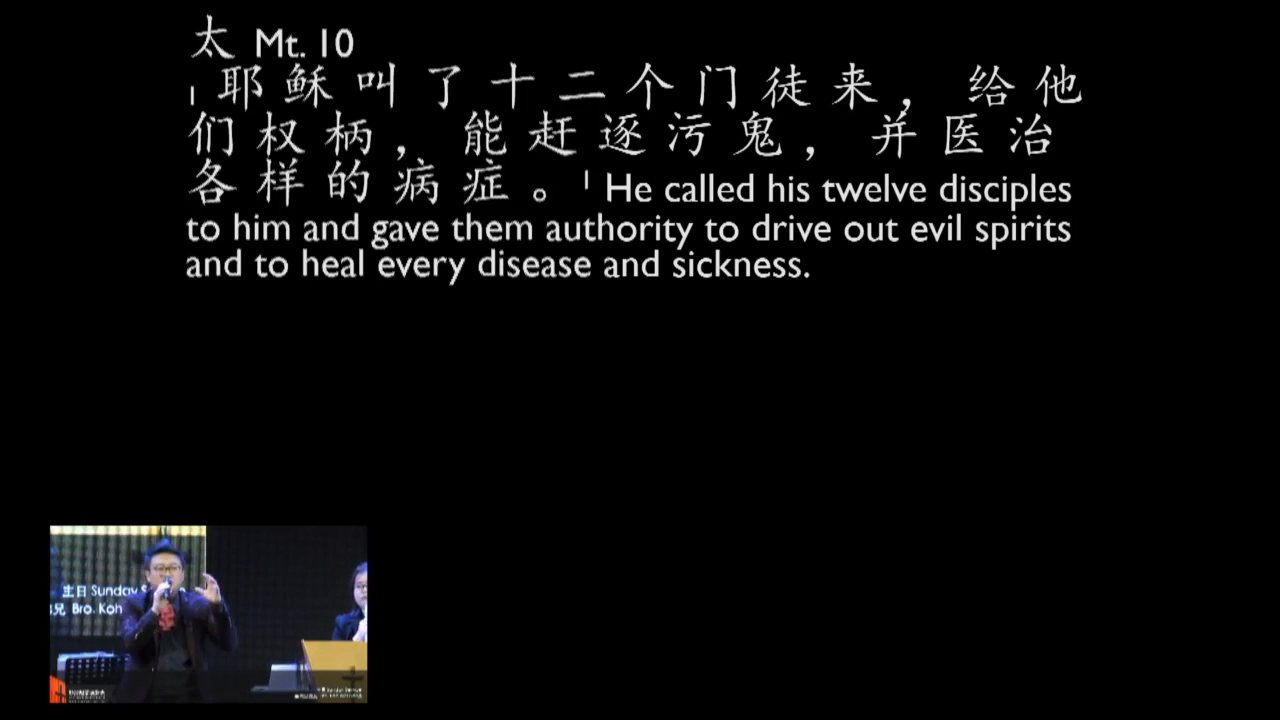 太 Mt. 10
1 耶稣叫了十二个门徒来，给他
们权柄，能赶逐污鬼，并医治
各样的病症。1 He called his twelve disciples
to him and gave them authority to drive out evil spirits
and to heal every disease and sickness.
主日 Sunday
兄 Bro. Koh